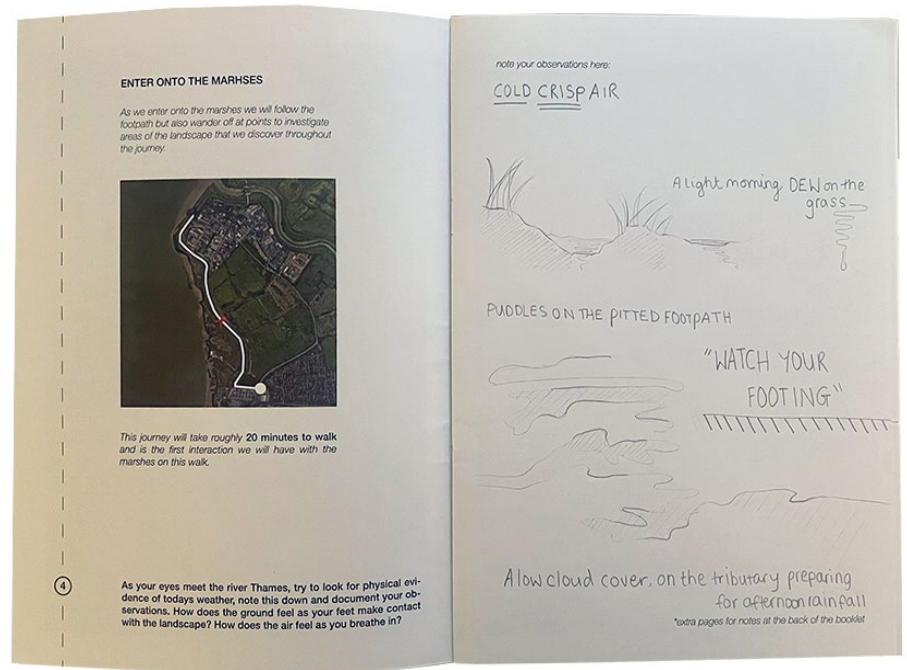 ENTER ONTO THE MARHSES
As we enter onto the marshes we will follow the
footpath but also wander off at points to investigate
areas of the landscape that we discover throughout
the journey.
This journey will take roughly 20 minutes to walk
and is the first interaction we will have with the
marshes on this walk.
4
As your eyes meet the river Thames, try to look for physical evi-
dence of todays weather, note this down and document your ob-
servations. How does the ground feel as your feet make contact
with the landscape? How does the air feel as you breathe in?
note your observations here:
COLD CRISP AIR
A light morning DEW on the
grass
PUDDLES ON THE PITTED FOOTPATH
"WATCH YOUR
FOOTING"
A low cloud cover, on the tributary preparing
for afternoon rainfall
*extra pages for notes at the back of the booklet